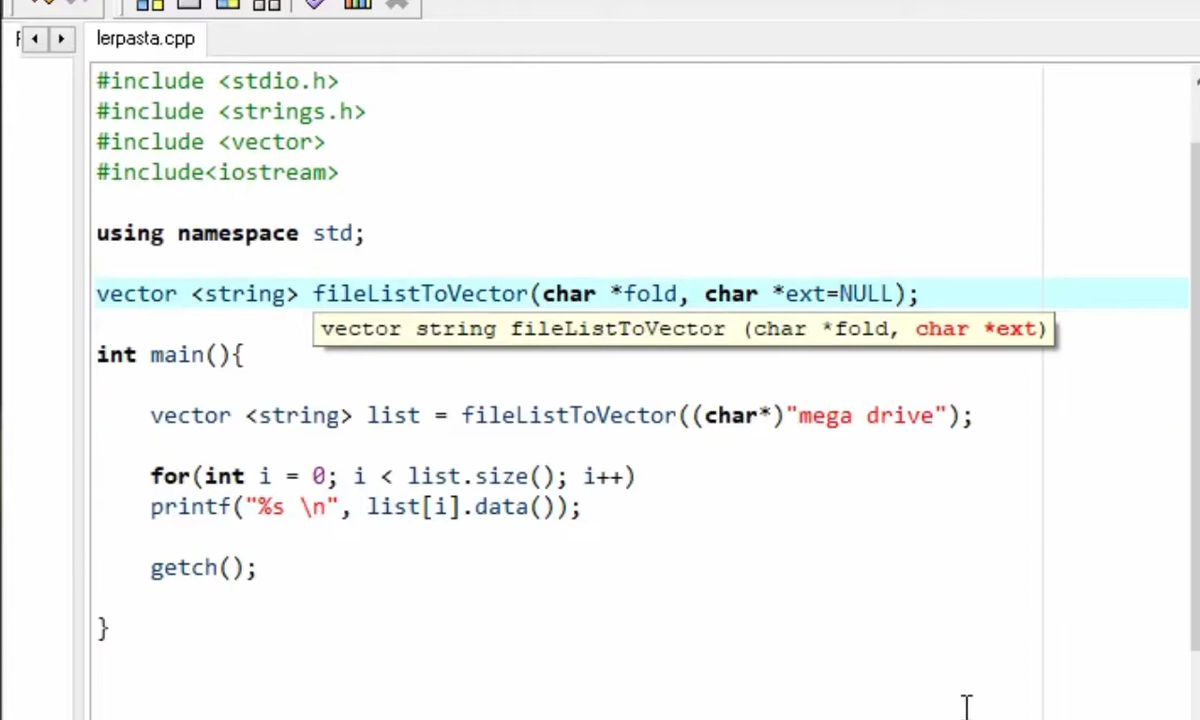 lerpasta.cpp
#include <stdio.h>
#include <strings.h>
#include <vector>
#include<iostream>
using namespace std;
vector <string> fileListToVector(char *fold, char *ext=NULL);
vector string fileListToVector (char *fold, char *ext)
int main(){
vector <string> list = fileListToVector((char*)"mega drive");
for(int i = 0; i < list.size(); i++)
printf("%s \n", list[i].data());
getch();
}